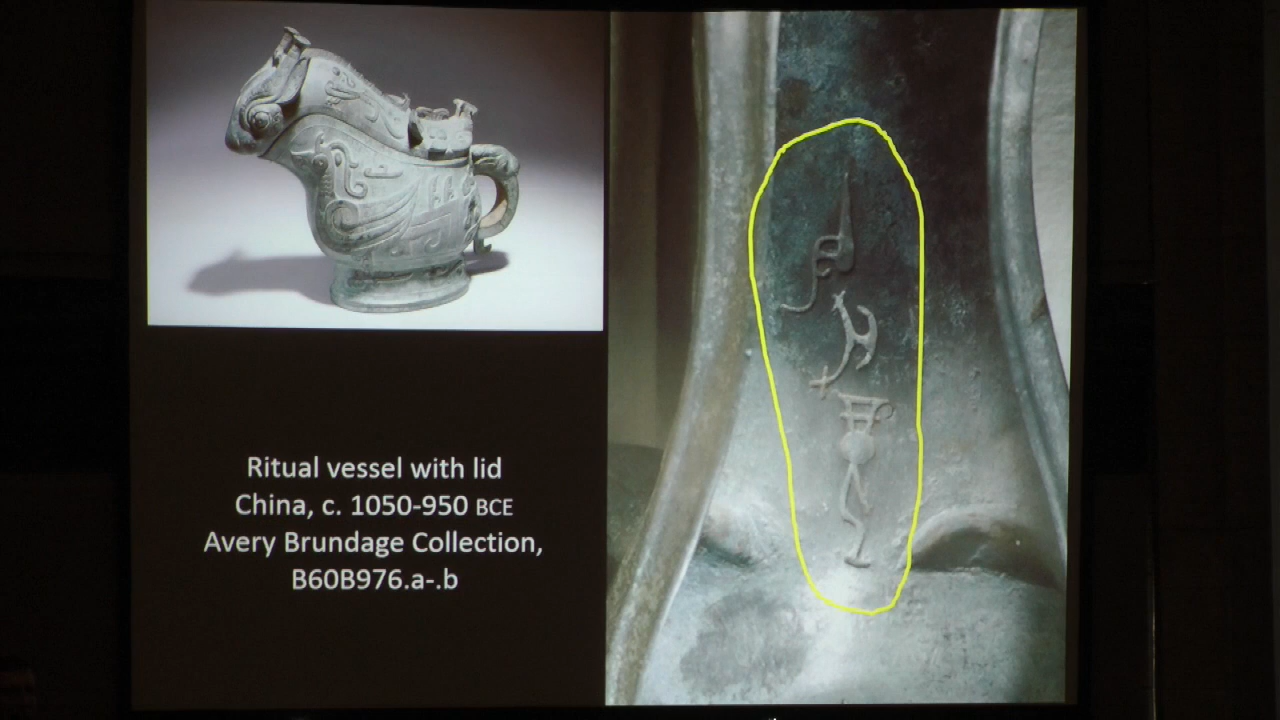 Ritual vessel with lid
China, c. 1050-950 BCE
Avery Brundage Collection,
B60B976.a-.b